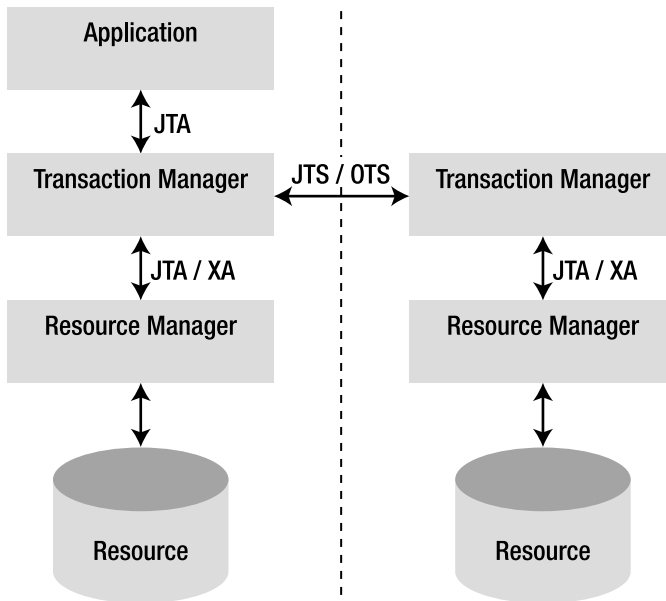 Application
JTA
Transaction Manager
JTS / OTS
Transaction Manager
JTA / XA
JTA / XA
Resource Manager
Resource Manager
Resource
Resource